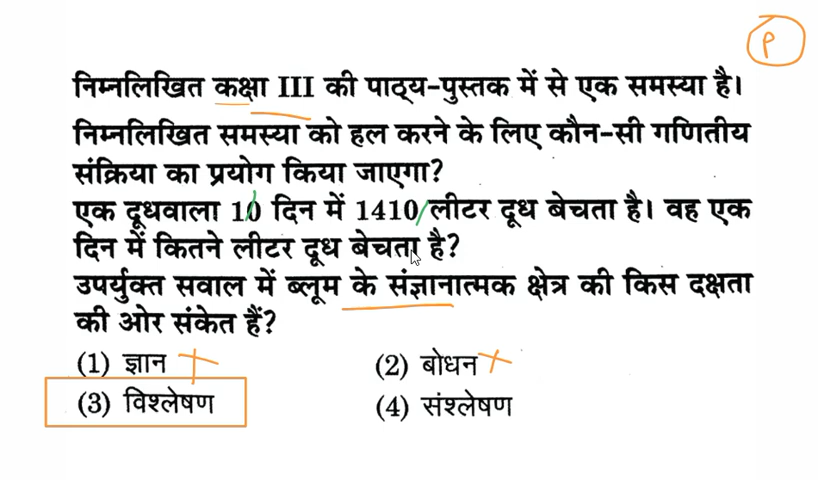 P
निम्नलिखित कक्षा III की पाठ्य-पुस्तक में से एक समस्या है।
निम्नलिखित समस्या को हल करने के लिए कौन-सी गणितीय
संक्रिया का प्रयोग किया जाएगा?
एक दूधवाला 10 दिन में 1410 लीटर दूध बेचता है। वह एक
दिन में कितने लीटर दूध बेचता है?
उपर्युक्त सवाल में ब्लूम के संज्ञानात्मक क्षेत्र की किस दक्षता
की ओर संकेत हैं?
(1) ज्ञान (2) बोधन
(3) विश्लेषण (4) संश्लेषण